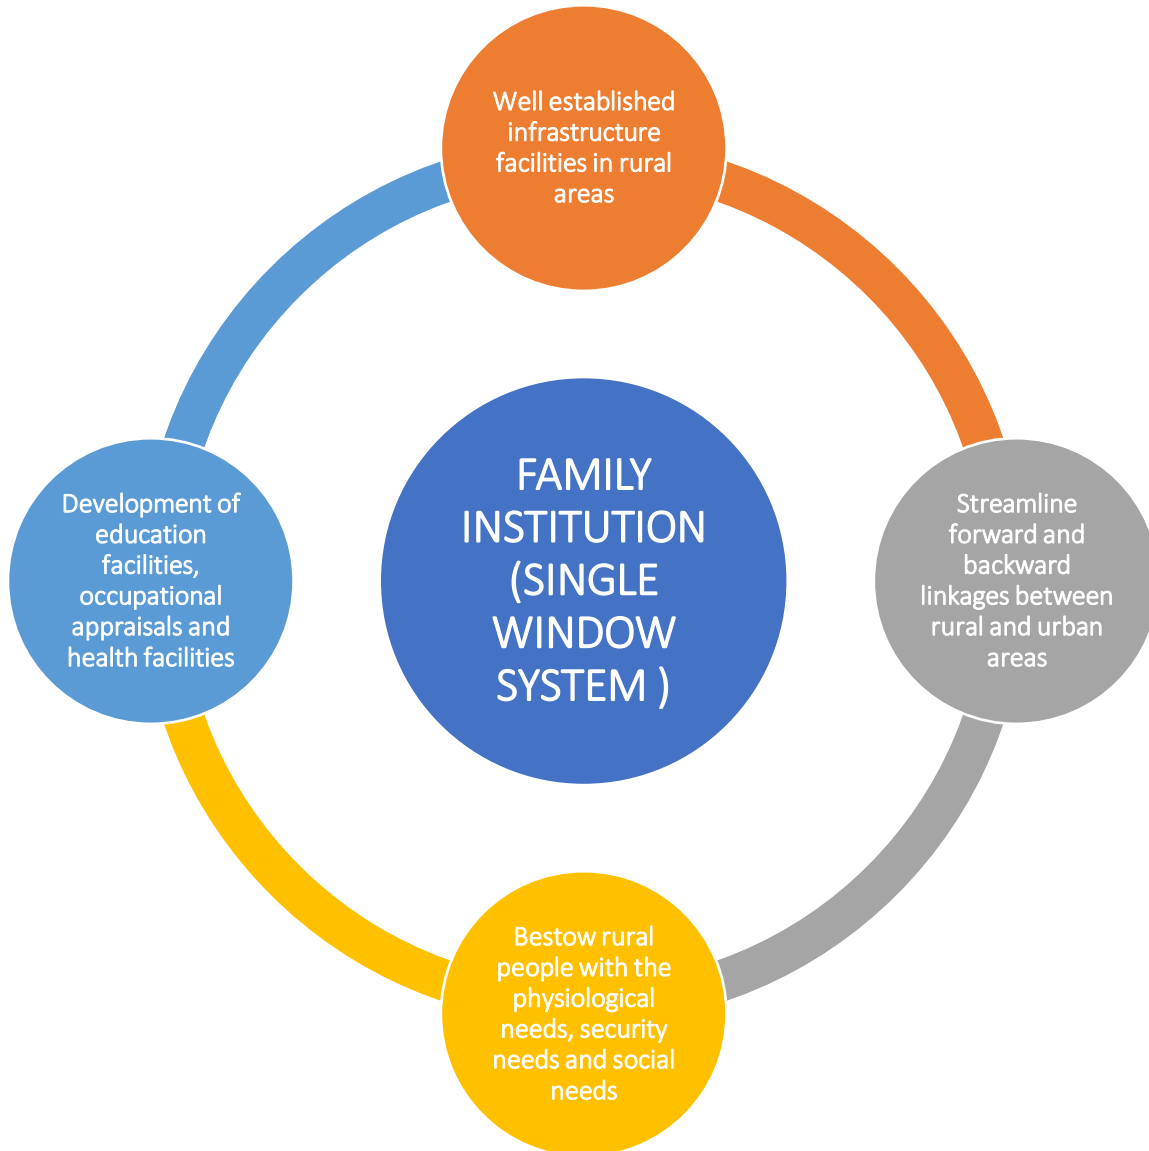 Well established
infrastructure
facilities in rural
areas
FAMILY
INSTITUTION
(SINGLE
WINDOW
SYSTEM )
Streamline
forward and
backward
linkages between
rural and urban
areas
Bestow rural
people with the
physiological
needs, security
needs and social
needs
Development of
education
facilities,
occupational
appraisals and
health facilities